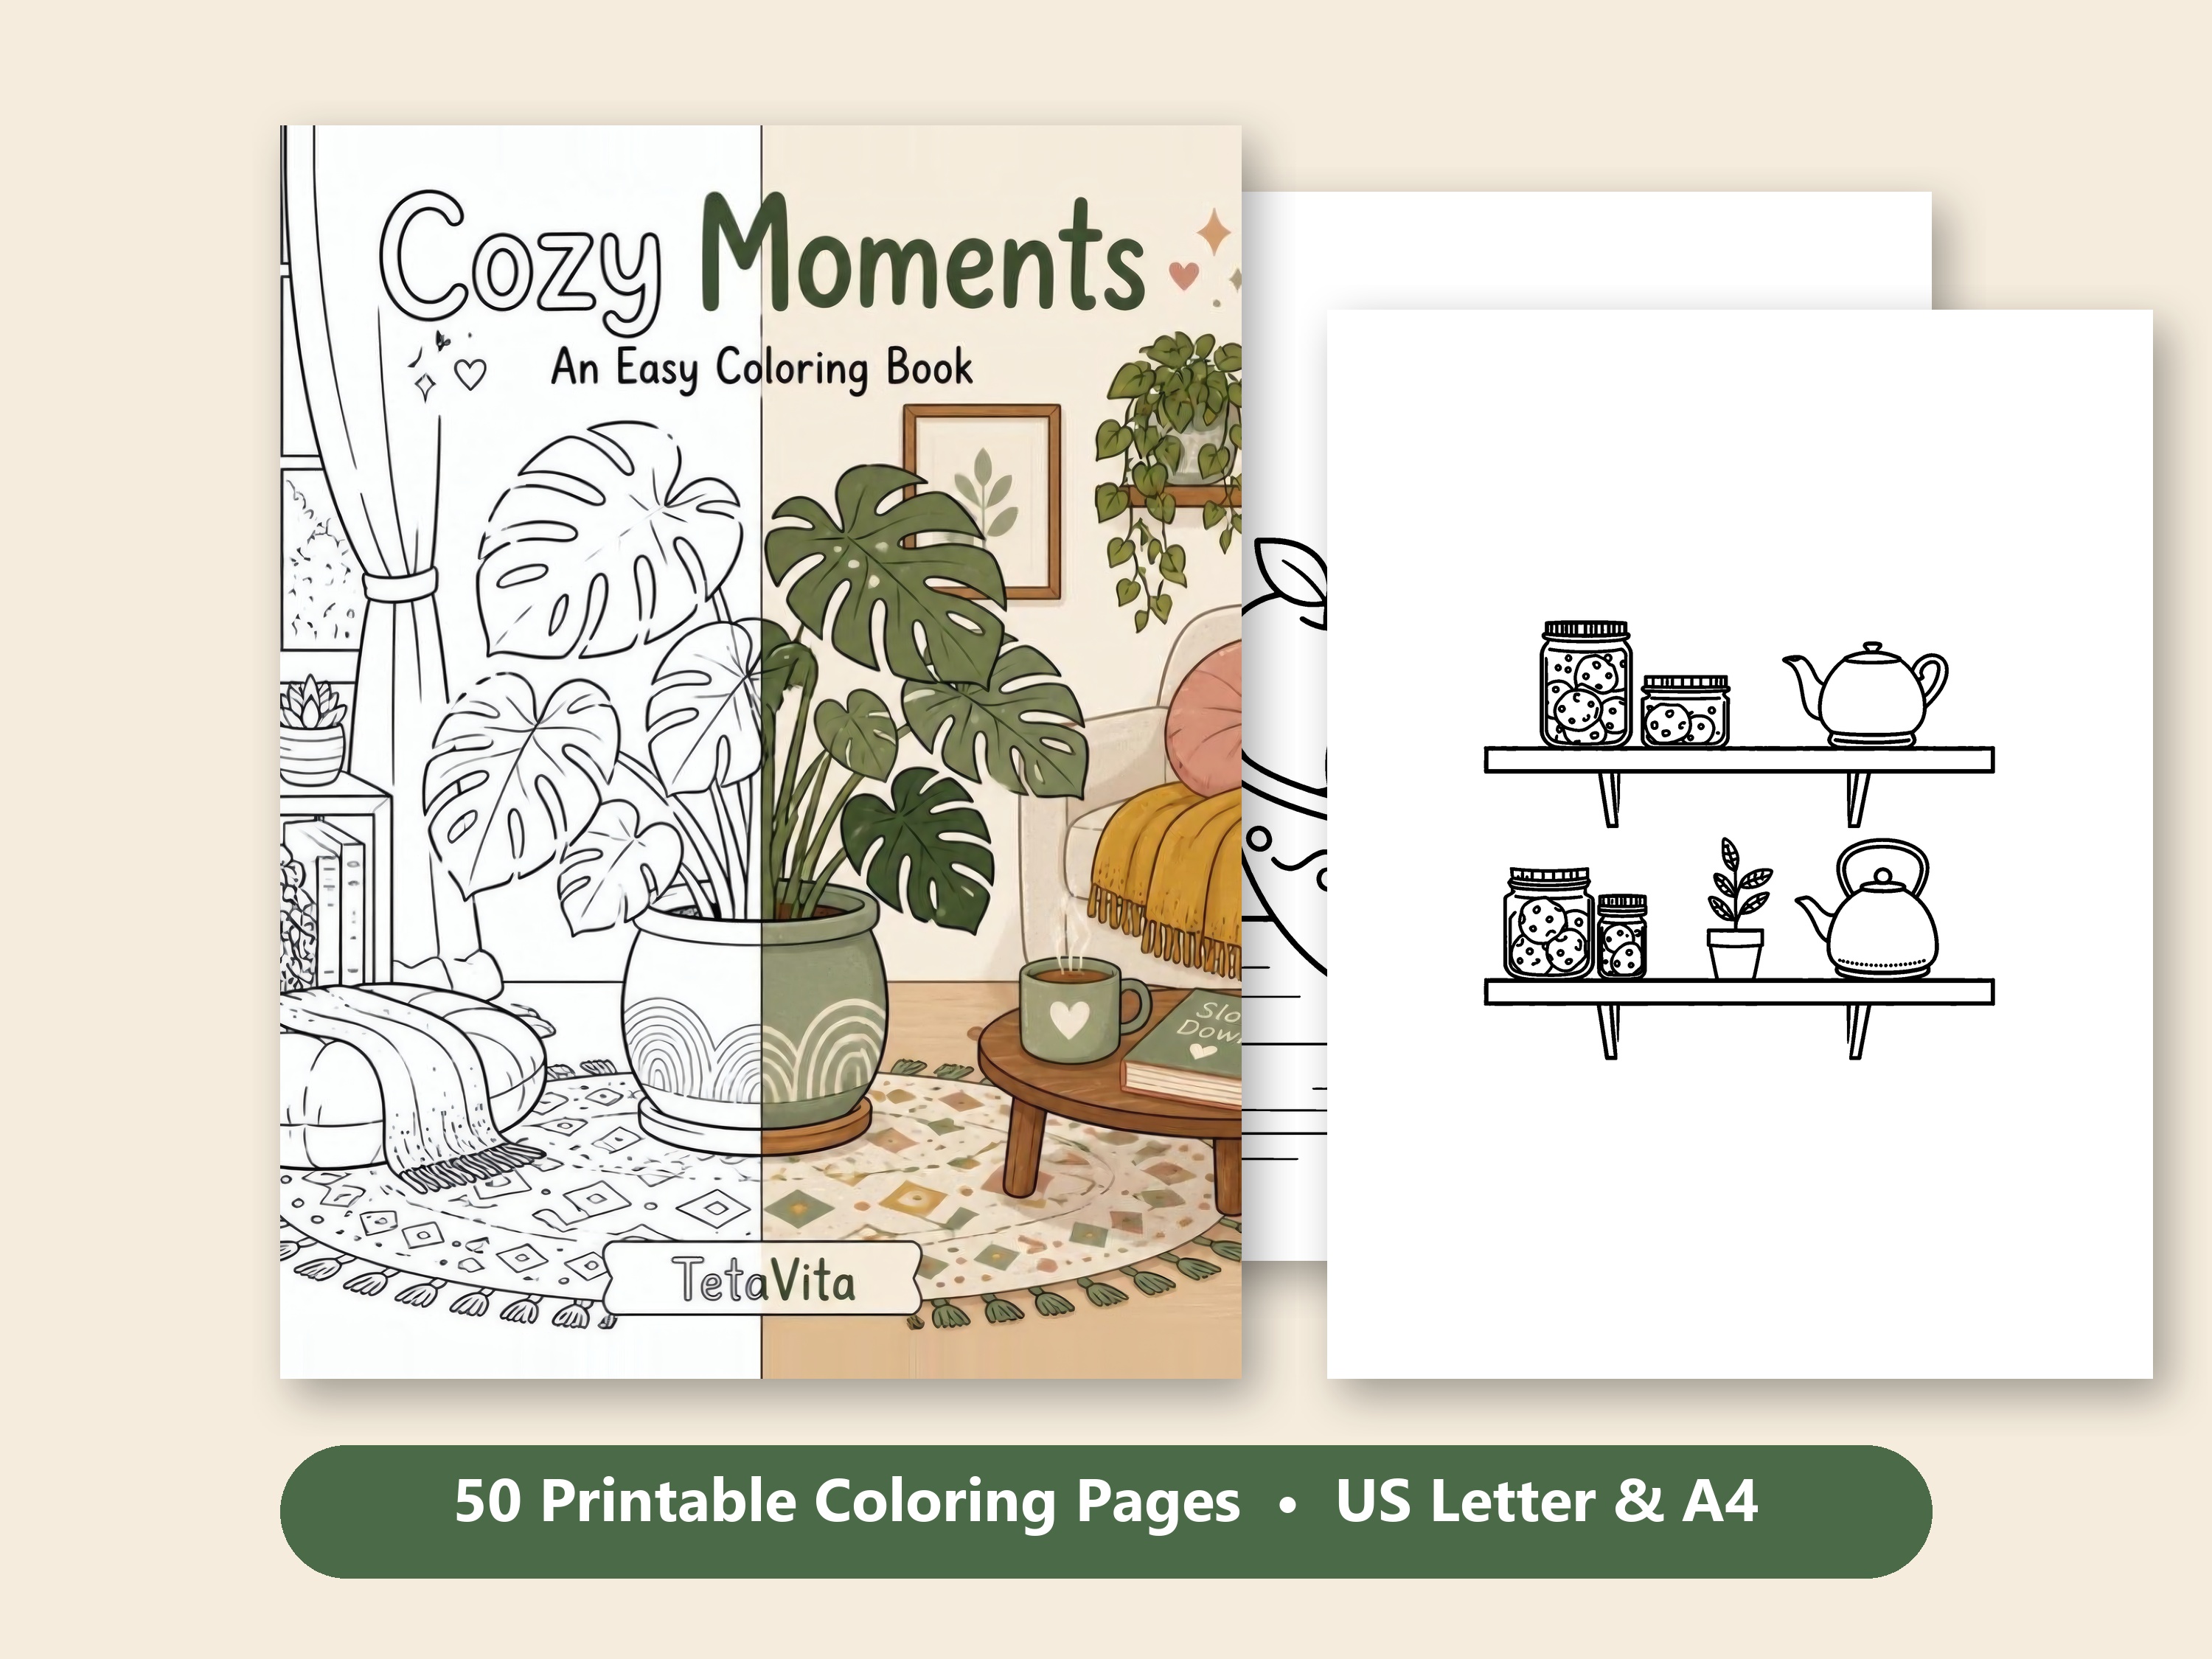 Cozy Moments
An Easy Coloring Book
TetaVita
50 Printable Coloring Pages • US Letter & A4